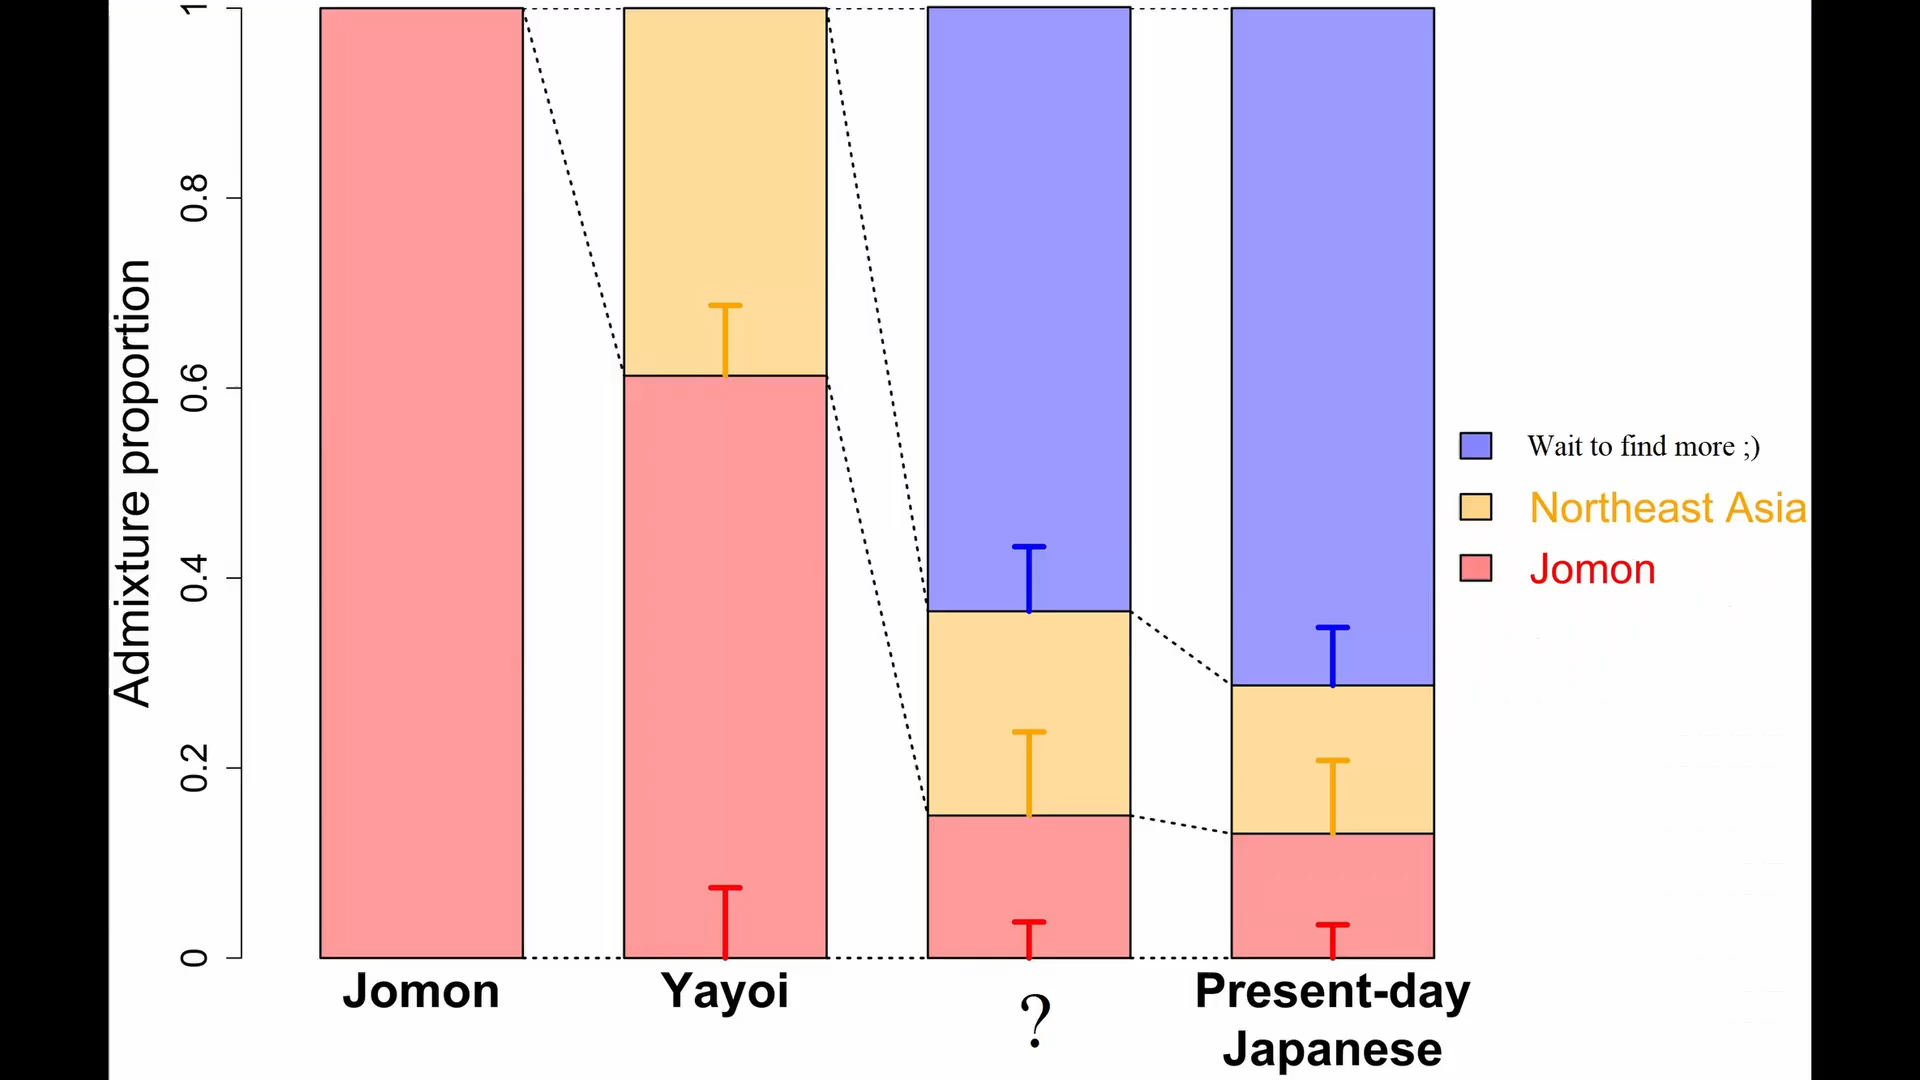 Admixture proportion
1
0.8
0.6
0.4
0.2
0
Jomon
Yayoi
?
Present-day
Japanese
Wait to find more ;)
Northeast Asia
Jomon